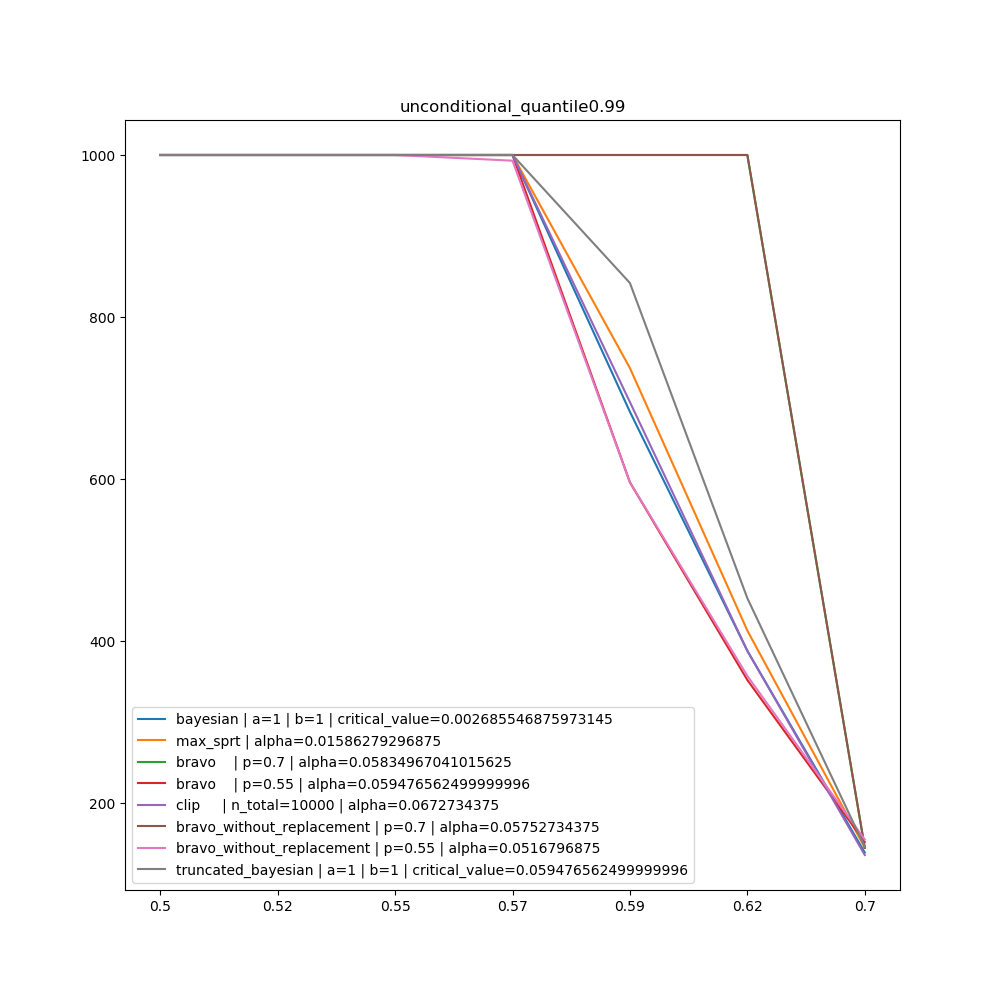 unconditional_quantile0.99
1000
800
600
400
200
bayesian | a=1 | b=1 | critical_value=0.002685546875973145
max_sprt | alpha=0.01586279296875
bravo | p=0.7 | alpha=0.05834967041015625
bravo | p=0.55 | alpha=0.059476562499999996
clip | n_total=10000 | alpha=0.0672734375
bravo_without_replacement | p=0.7 | alpha=0.05752734375
bravo_without_replacement | p=0.55 | alpha=0.0516796875
truncated_bayesian | a=1 | b=1 | critical_value=0.059476562499999996
0.5 0.52 0.55 0.57 0.59 0.62 0.7